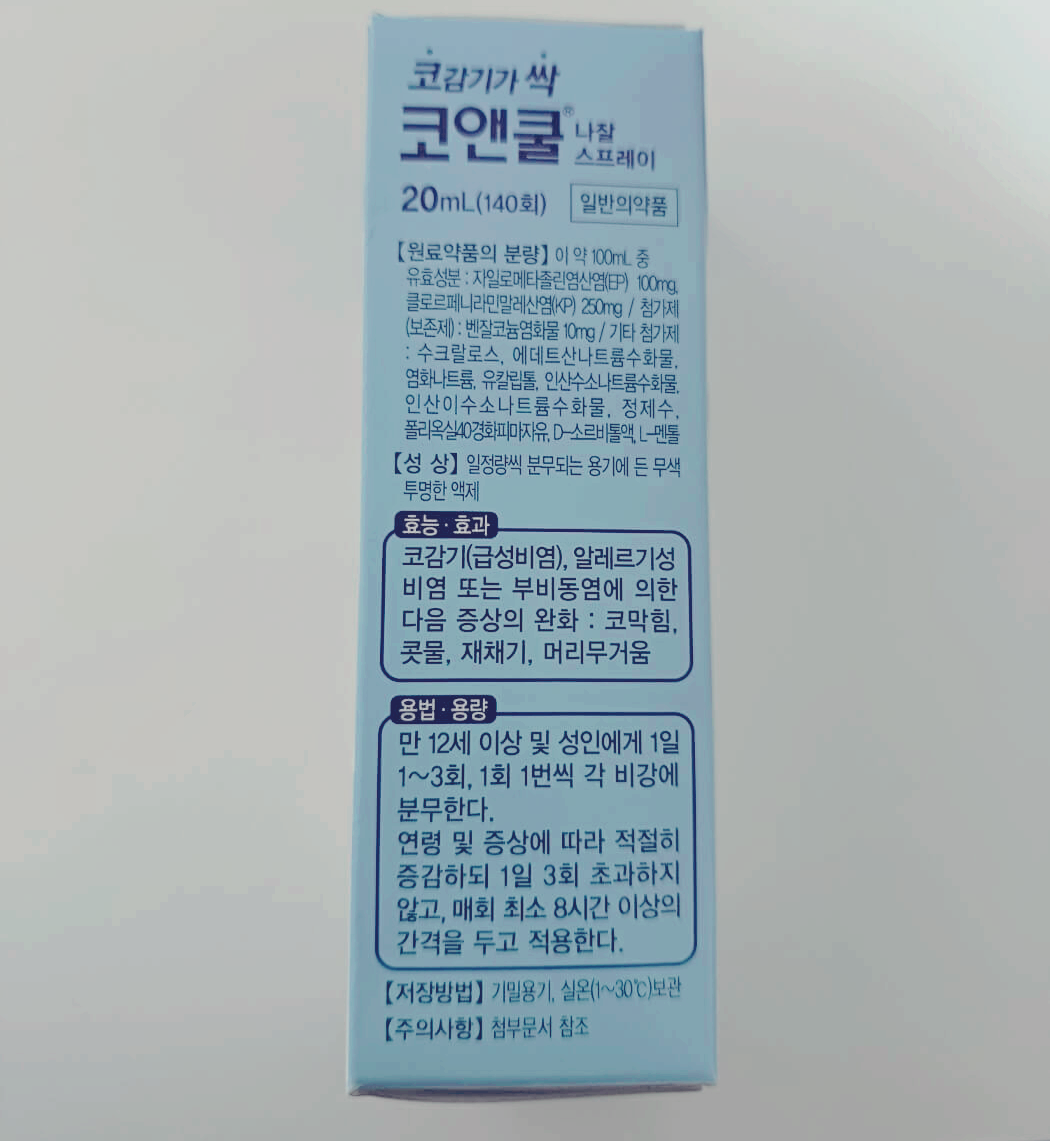 코감기가 싹
코앤쿨® 나잘
스프레이
20mL(140회) 일반의약품
【원료약품의 분량】 이 약 100mL 중
유효성분 : 자일로메타졸린염산염(EP) 100mg,
클로르페니라민말레산염(KP) 250mg / 첨가제
(보존제) : 벤잘코늄염화물 10mg / 기타 첨가제
: 수크랄로스, 에데트산나트륨수화물,
염화나트륨, 유칼립톨, 인산수소나트륨수화물,
인산이수소나트륨수화물, 정제수,
폴리옥실40경화피마자유, D-소르비톨액, L-멘톨
【성 상】 일정량씩 분무되는 용기에 든 무색
투명한 액제
효능·효과
코감기(급성비염), 알레르기성
비염 또는 부비동염에 의한
다음 증상의 완화 : 코막힘,
콧물, 재채기, 머리무거움
용법·용량
만 12세 이상 및 성인에게 1일
1~3회, 1회 1번씩 각 비강에
분무한다.
연령 및 증상에 따라 적절히
증감하되 1일 3회 초과하지
않고, 매회 최소 8시간 이상의
간격을 두고 적용한다.
【저장방법】 기밀용기, 실온(1~30℃)보관
【주의사항】 첨부문서 참조